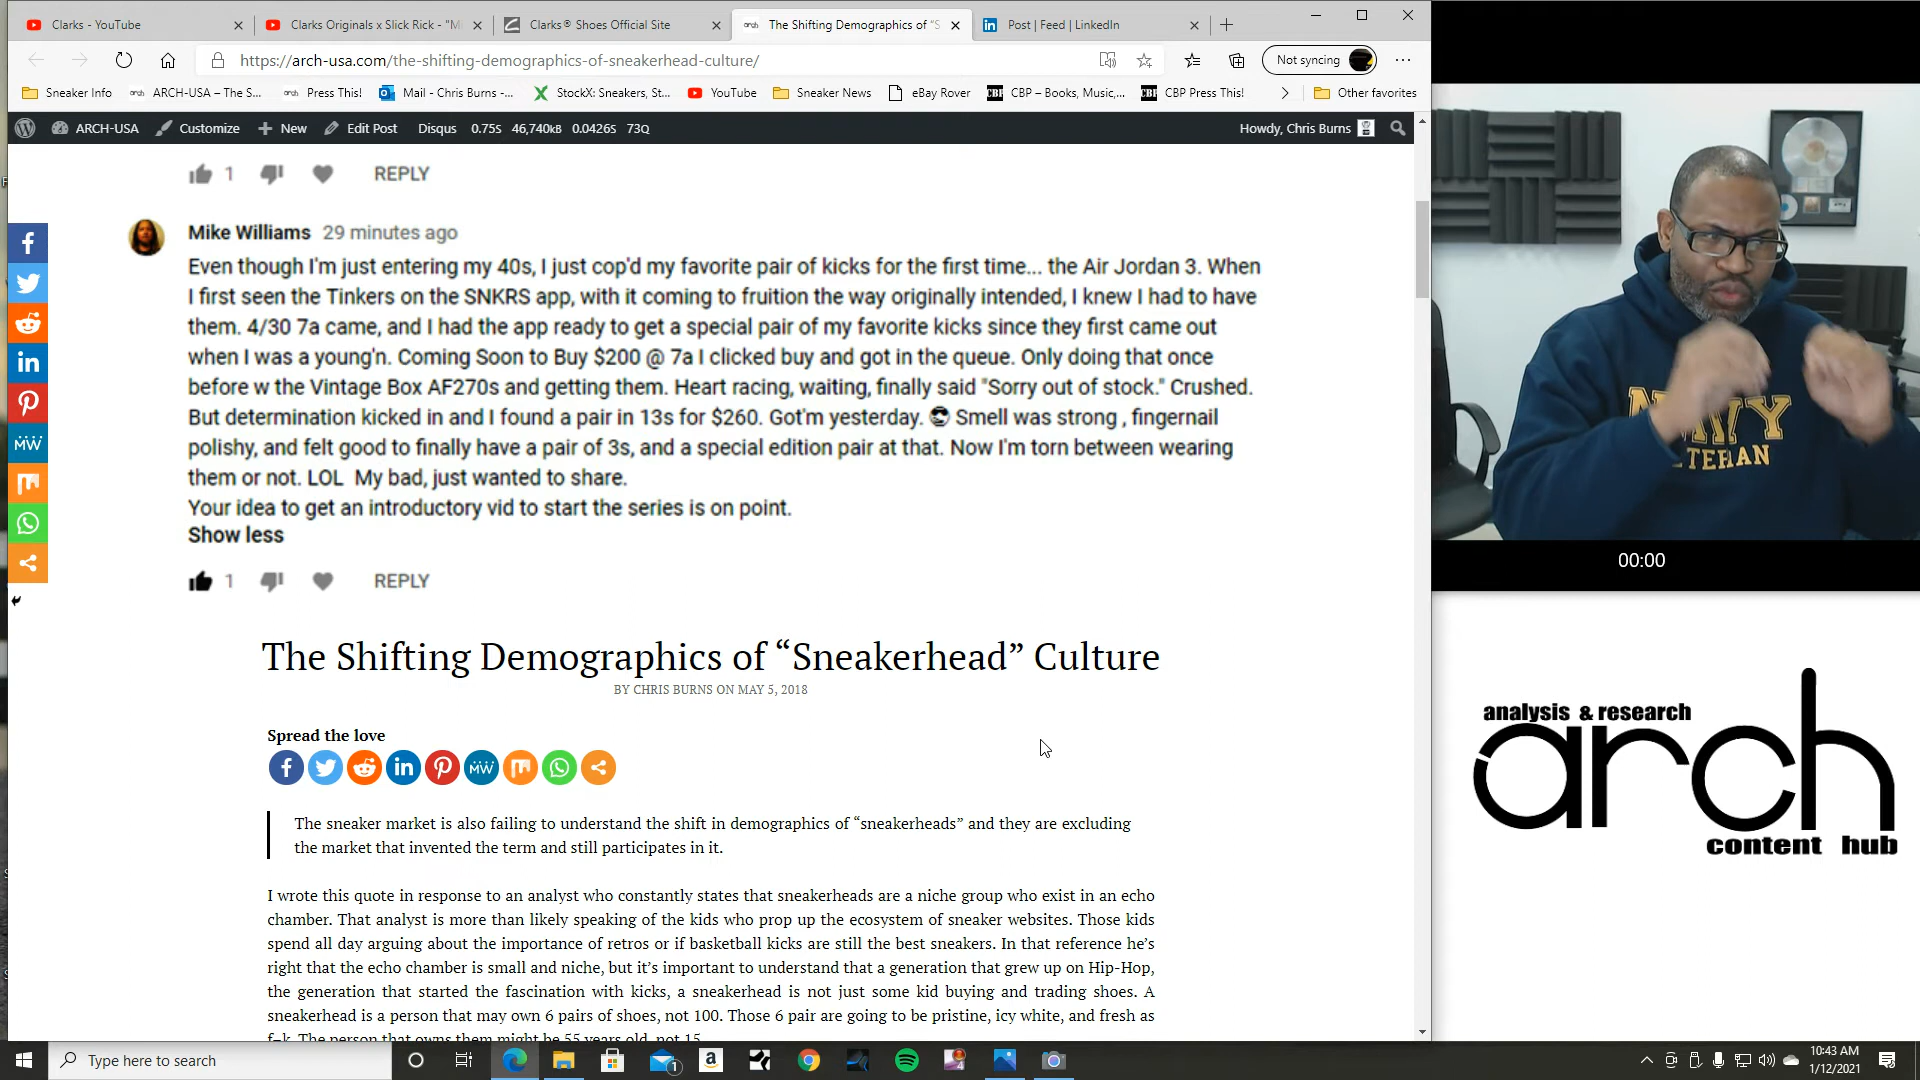 Clarks - YouTube
Clarks Originals x Slick Rick - "M
Clarks® Shoes Official Site
The Shifting Demographics of “S
Post | Feed | LinkedIn
https://arch-usa.com/the-shifting-demographics-of-sneakerhead-culture/
Not syncing
Sneaker Info
ARCH-USA – The S...
Press This!
Mail - Chris Burns -...
StockX: Sneakers, St...
YouTube
Sneaker News
eBay Rover
CBP – Books, Music,...
CBP Press This!
Other favorites
ARCH-USA
Customize
New
Edit Post
Disqus
0.75S 46,740KB 0.0426S 73Q
Howdy, Chris Burns
1 REPLY
Mike Williams 29 minutes ago
Even though I'm just entering my 40s, I just cop'd my favorite pair of kicks for the first time... the Air Jordan 3. When
I first seen the Tinkers on the SNKRS app, with it coming to fruition the way originally intended, I knew I had to have
them. 4/30 7a came, and I had the app ready to get a special pair of my favorite kicks since they first came out
when I was a young'n. Coming Soon to Buy $200 @ 7a I clicked buy and got in the queue. Only doing that once
before w the Vintage Box AF270s and getting them. Heart racing, waiting, finally said "Sorry out of stock." Crushed.
But determination kicked in and I found a pair in 13s for $260. Got'm yesterday. 😎 Smell was strong , fingernail
polishy, and felt good to finally have a pair of 3s, and a special edition pair at that. Now I'm torn between wearing
them or not. LOL My bad, just wanted to share.
Your idea to get an introductory vid to start the series is on point.
Show less
1 REPLY
The Shifting Demographics of “Sneakerhead” Culture
BY CHRIS BURNS ON MAY 5, 2018
Spread the love
The sneaker market is also failing to understand the shift in demographics of “sneakerheads” and they are excluding
the market that invented the term and still participates in it.
I wrote this quote in response to an analyst who constantly states that sneakerheads are a niche group who exist in an echo
chamber. That analyst is more than likely speaking of the kids who prop up the ecosystem of sneaker websites. Those kids
spend all day arguing about the importance of retros or if basketball kicks are still the best sneakers. In that reference he’s
right that the echo chamber is small and niche, but it’s important to understand that a generation that grew up on Hip-Hop,
the generation that started the fascination with kicks, a sneakerhead is not just some kid buying and trading shoes. A
sneakerhead is a person that may own 6 pairs of shoes, not 100. Those 6 pair are going to be pristine, icy white, and fresh as
f–k. The person that owns them might be 55 years old, not 15.
NAVY
VETERAN
00:00
analysis & research
arch
content hub
Type here to search
10:43 AM
1/12/2021